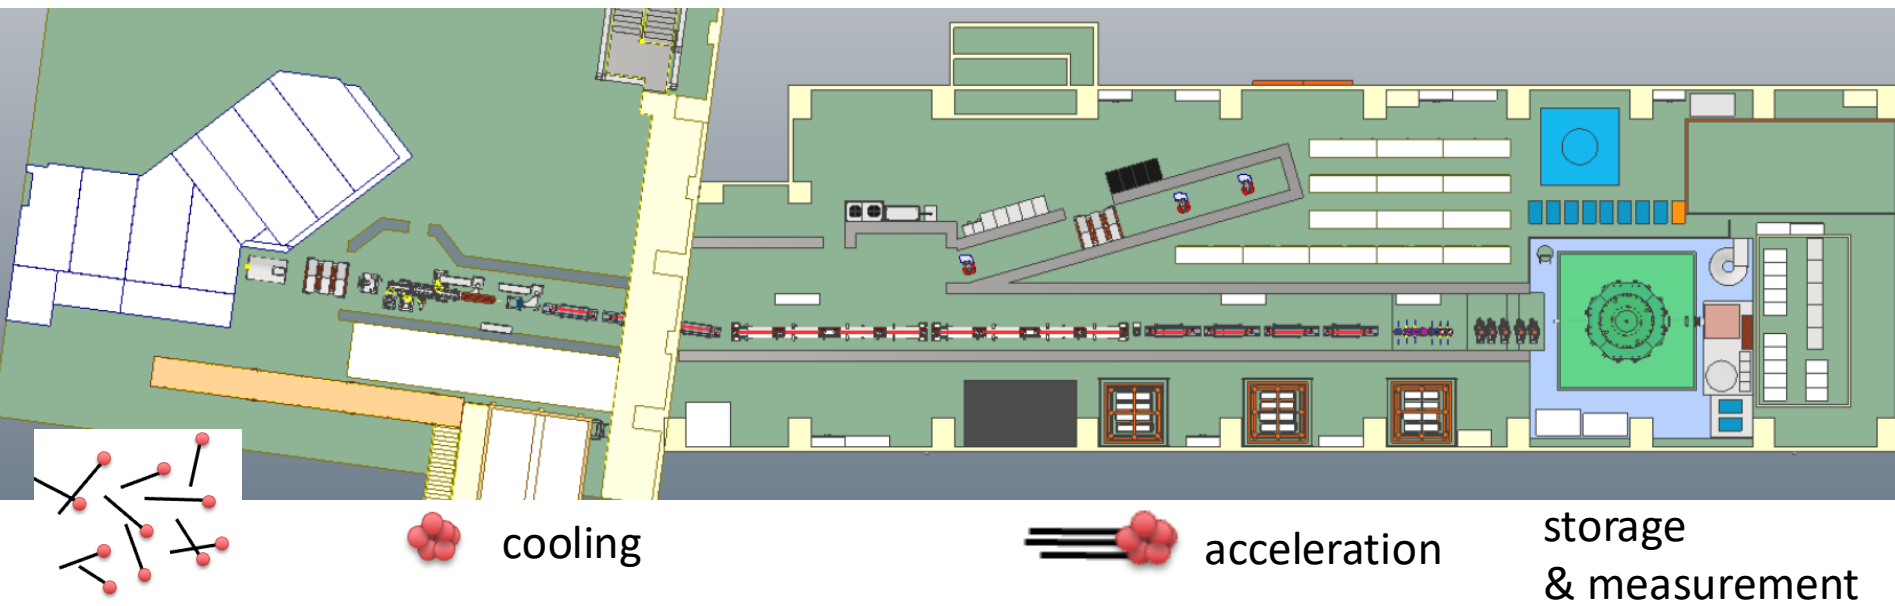 cooling
acceleration
storage
& measurement